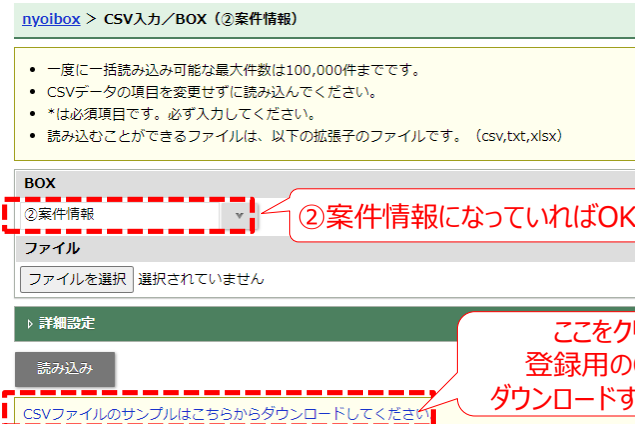 nyoibox > CSV入力／BOX（②案件情報）
• 一度に一括読み込み可能な最大件数は100,000件までです。
• CSVデータの項目を変更せずに読み込んでください。
• *は必須項目です。必ず入力してください。
• 読み込むことができるファイルは、以下の拡張子のファイルです。（csv,txt,xlsx）
BOX
②案件情報
②案件情報になっていればOK
ファイル
ファイルを選択 選択されていません
詳細設定
ここをク
登録用の
ダウンロードす
読み込み
CSVファイルのサンプルはこちらからダウンロードしてください